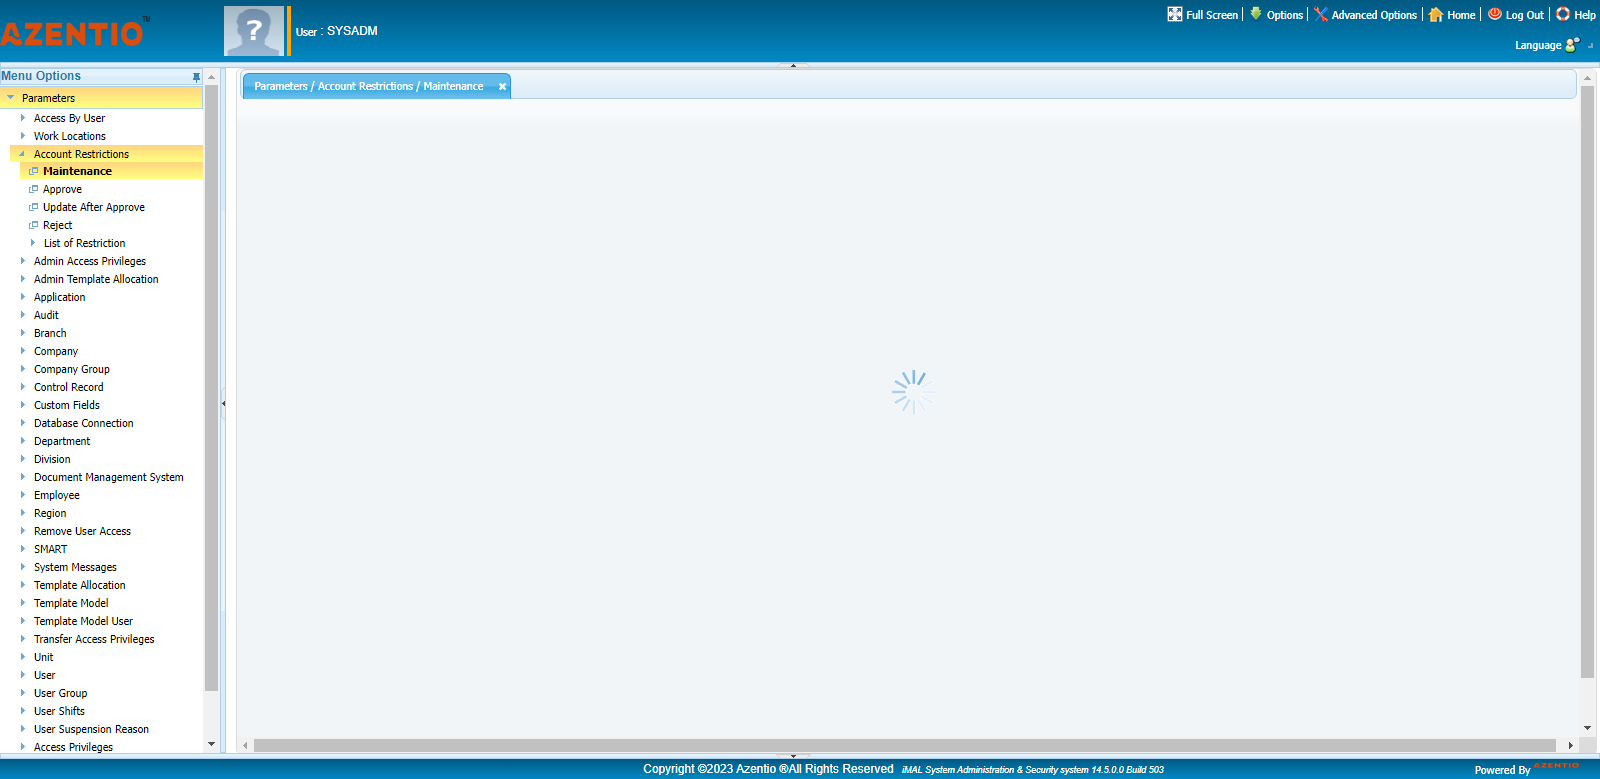 AZENTIO™
User : SYSADM
Full Screen
Options
Advanced Options
Home
Log Out
Help
Language
Menu Options
Parameters
Access By User
Work Locations
Account Restrictions
Maintenance
Approve
Update After Approve
Reject
List of Restriction
Admin Access Privileges
Admin Template Allocation
Application
Audit
Branch
Company
Company Group
Control Record
Custom Fields
Database Connection
Department
Division
Document Management System
Employee
Region
Remove User Access
SMART
System Messages
Template Allocation
Template Model
Template Model User
Transfer Access Privileges
Unit
User
User Group
User Shifts
User Suspension Reason
Access Privileges
Parameters / Account Restrictions / Maintenance
Copyright ©2023 Azentio ®All Rights Reserved iMAL System Administration & Security system 14.5.0.0 Build 503
Powered By AZENTIO